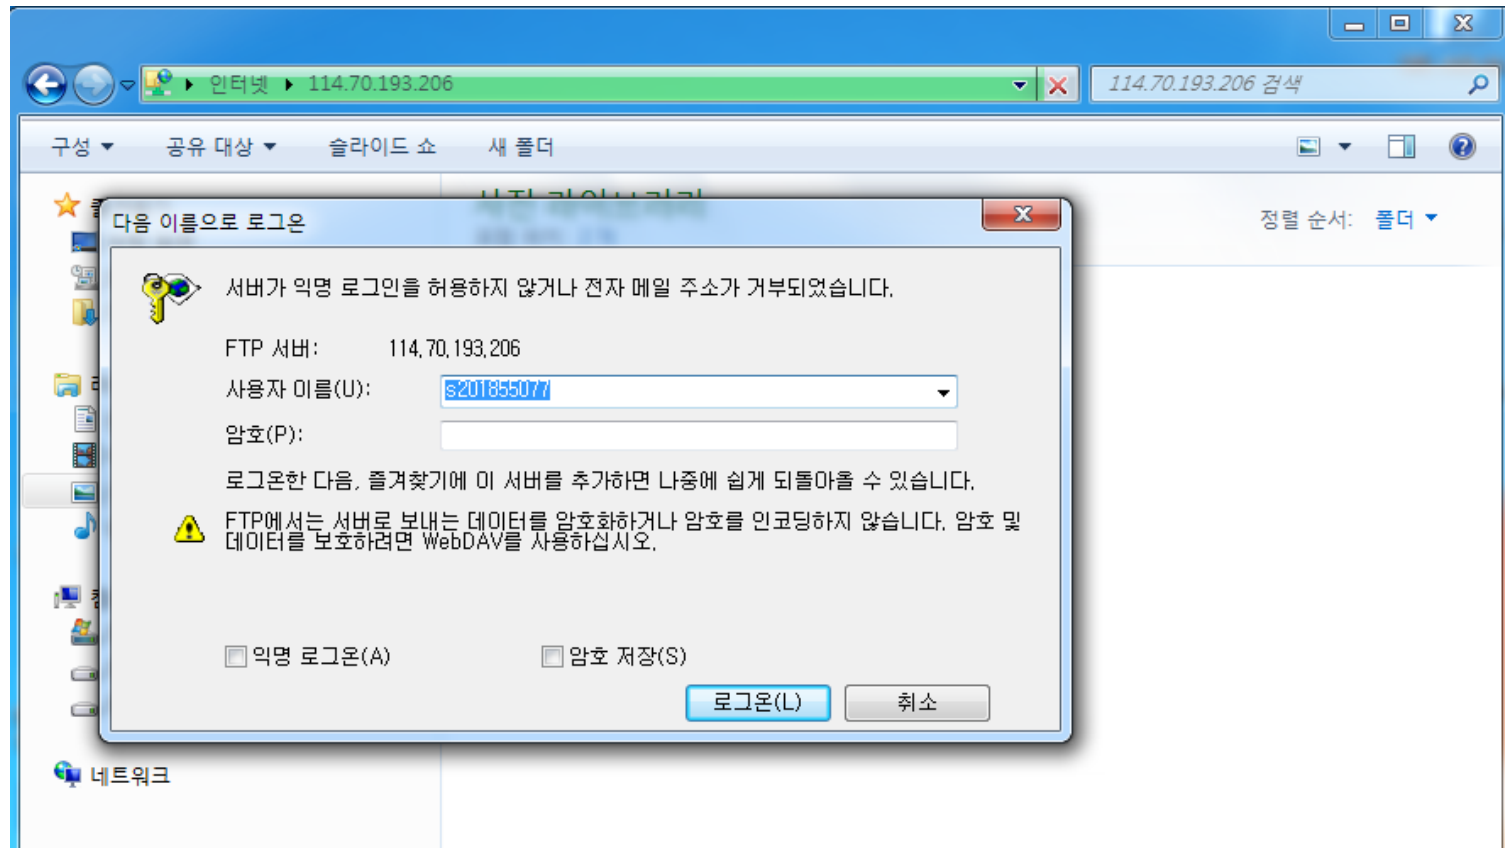 인터넷 114.70.193.206
114.70.193.206 검색
구성 공유 대상 슬라이드 쇼 새 폴더
정렬 순서: 폴더
다음 이름으로 로그온
서버가 익명 로그인을 허용하지 않거나 전자 메일 주소가 거부되었습니다.
FTP 서버: 114.70.193.206
사용자 이름(U): s201855077
암호(P):
로그온한 다음, 즐겨찾기에 이 서버를 추가하면 나중에 쉽게 되돌아올 수 있습니다.
FTP에서는 서버로 보내는 데이터를 암호화하거나 암호를 인코딩하지 않습니다. 암호 및
데이터를 보호하려면 WebDAV를 사용하십시오.
익명 로그온(A) 암호 저장(S)
로그온(L) 취소
네트워크